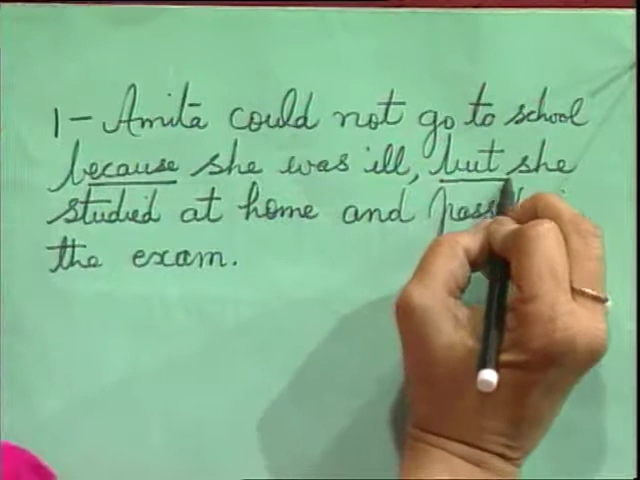 1- Amita could not go to school
because she was ill, but she
studied at home and
the exam.